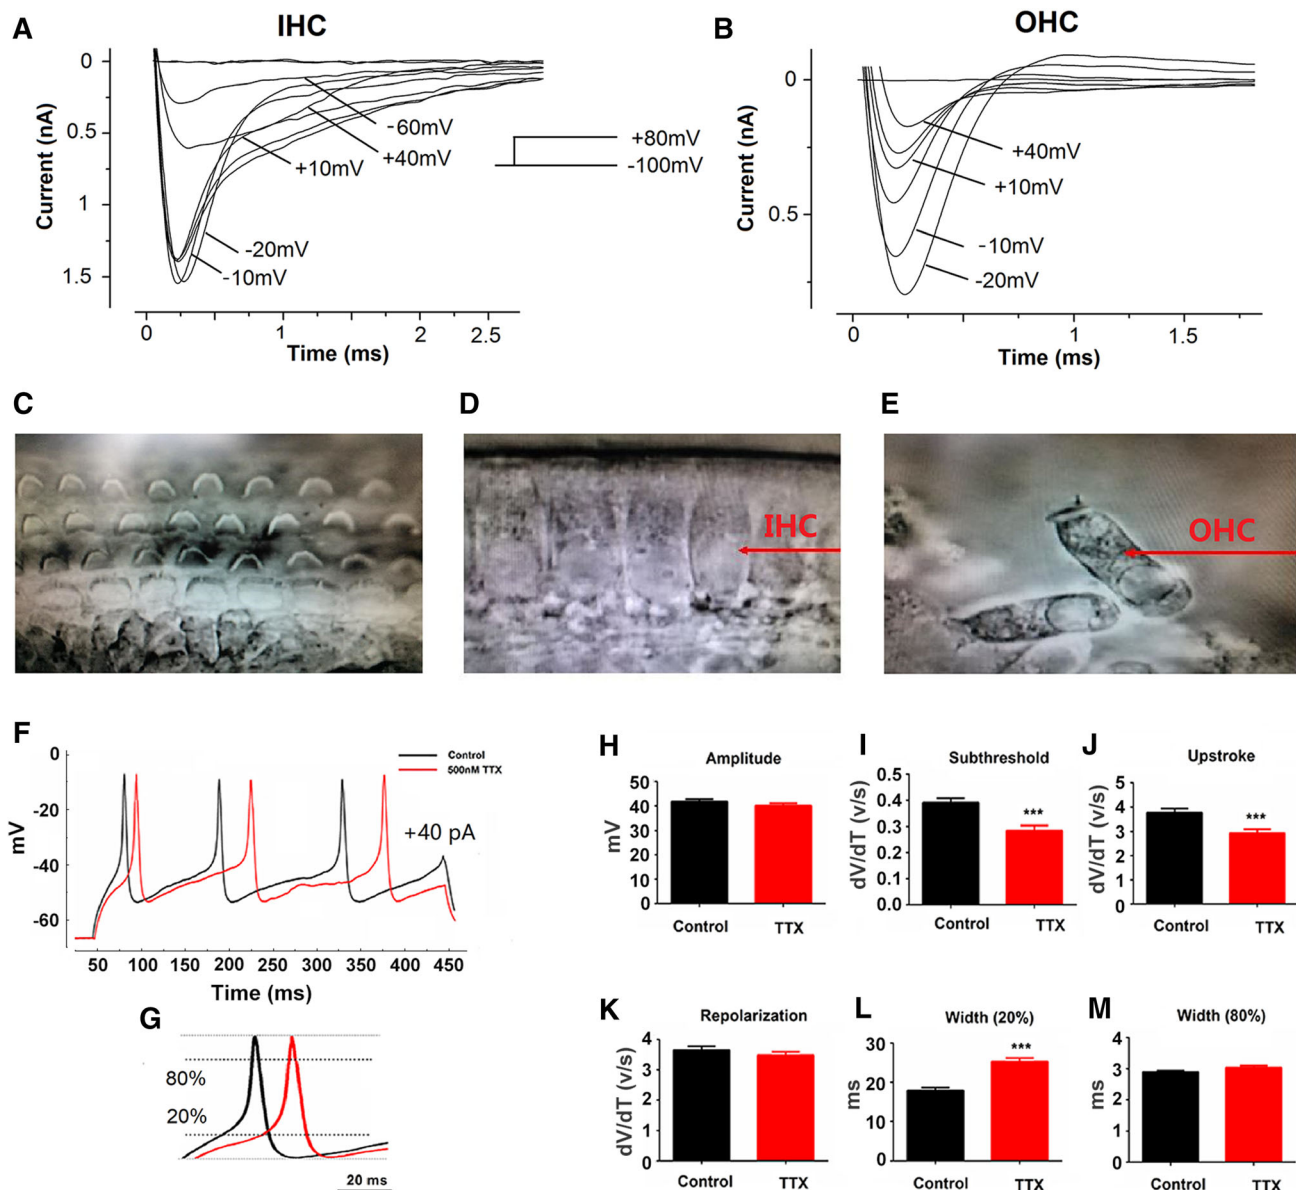 A
IHC
0
0.5
1
1.5
Current (nA)
-60mV
+40mV
+10mV
-20mV
-10mV
0
1
2
2.5
Time (ms)
+80mV
-100mV
B
OHC
0
0.5
Current (nA)
+40mV
+10mV
-10mV
-20mV
0
1
1.5
Time (ms)
C
D
IHC
E
OHC
F
0
-20
-40
-60
mV
Control
500nM TTX
+40 pA
50 100 150 200 250 300 350 400 450
Time (ms)
G
80%
20%
20 ms
H
Amplitude
50
40
30
20
10
0
mV
Control TTX
I
Subthreshold
0.5
0.4
0.3
0.2
0.1
0.0
dV/dT (v/s)
***
Control TTX
J
Upstroke
5
4
3
2
1
0
dV/dT (v/s)
***
Control TTX
K
Repolarization
4
3
2
1
0
dV/dT (v/s)
Control TTX
L
Width (20%)
30
20
10
0
ms
***
Control TTX
M
Width (80%)
4
3
2
1
0
ms
Control TTX